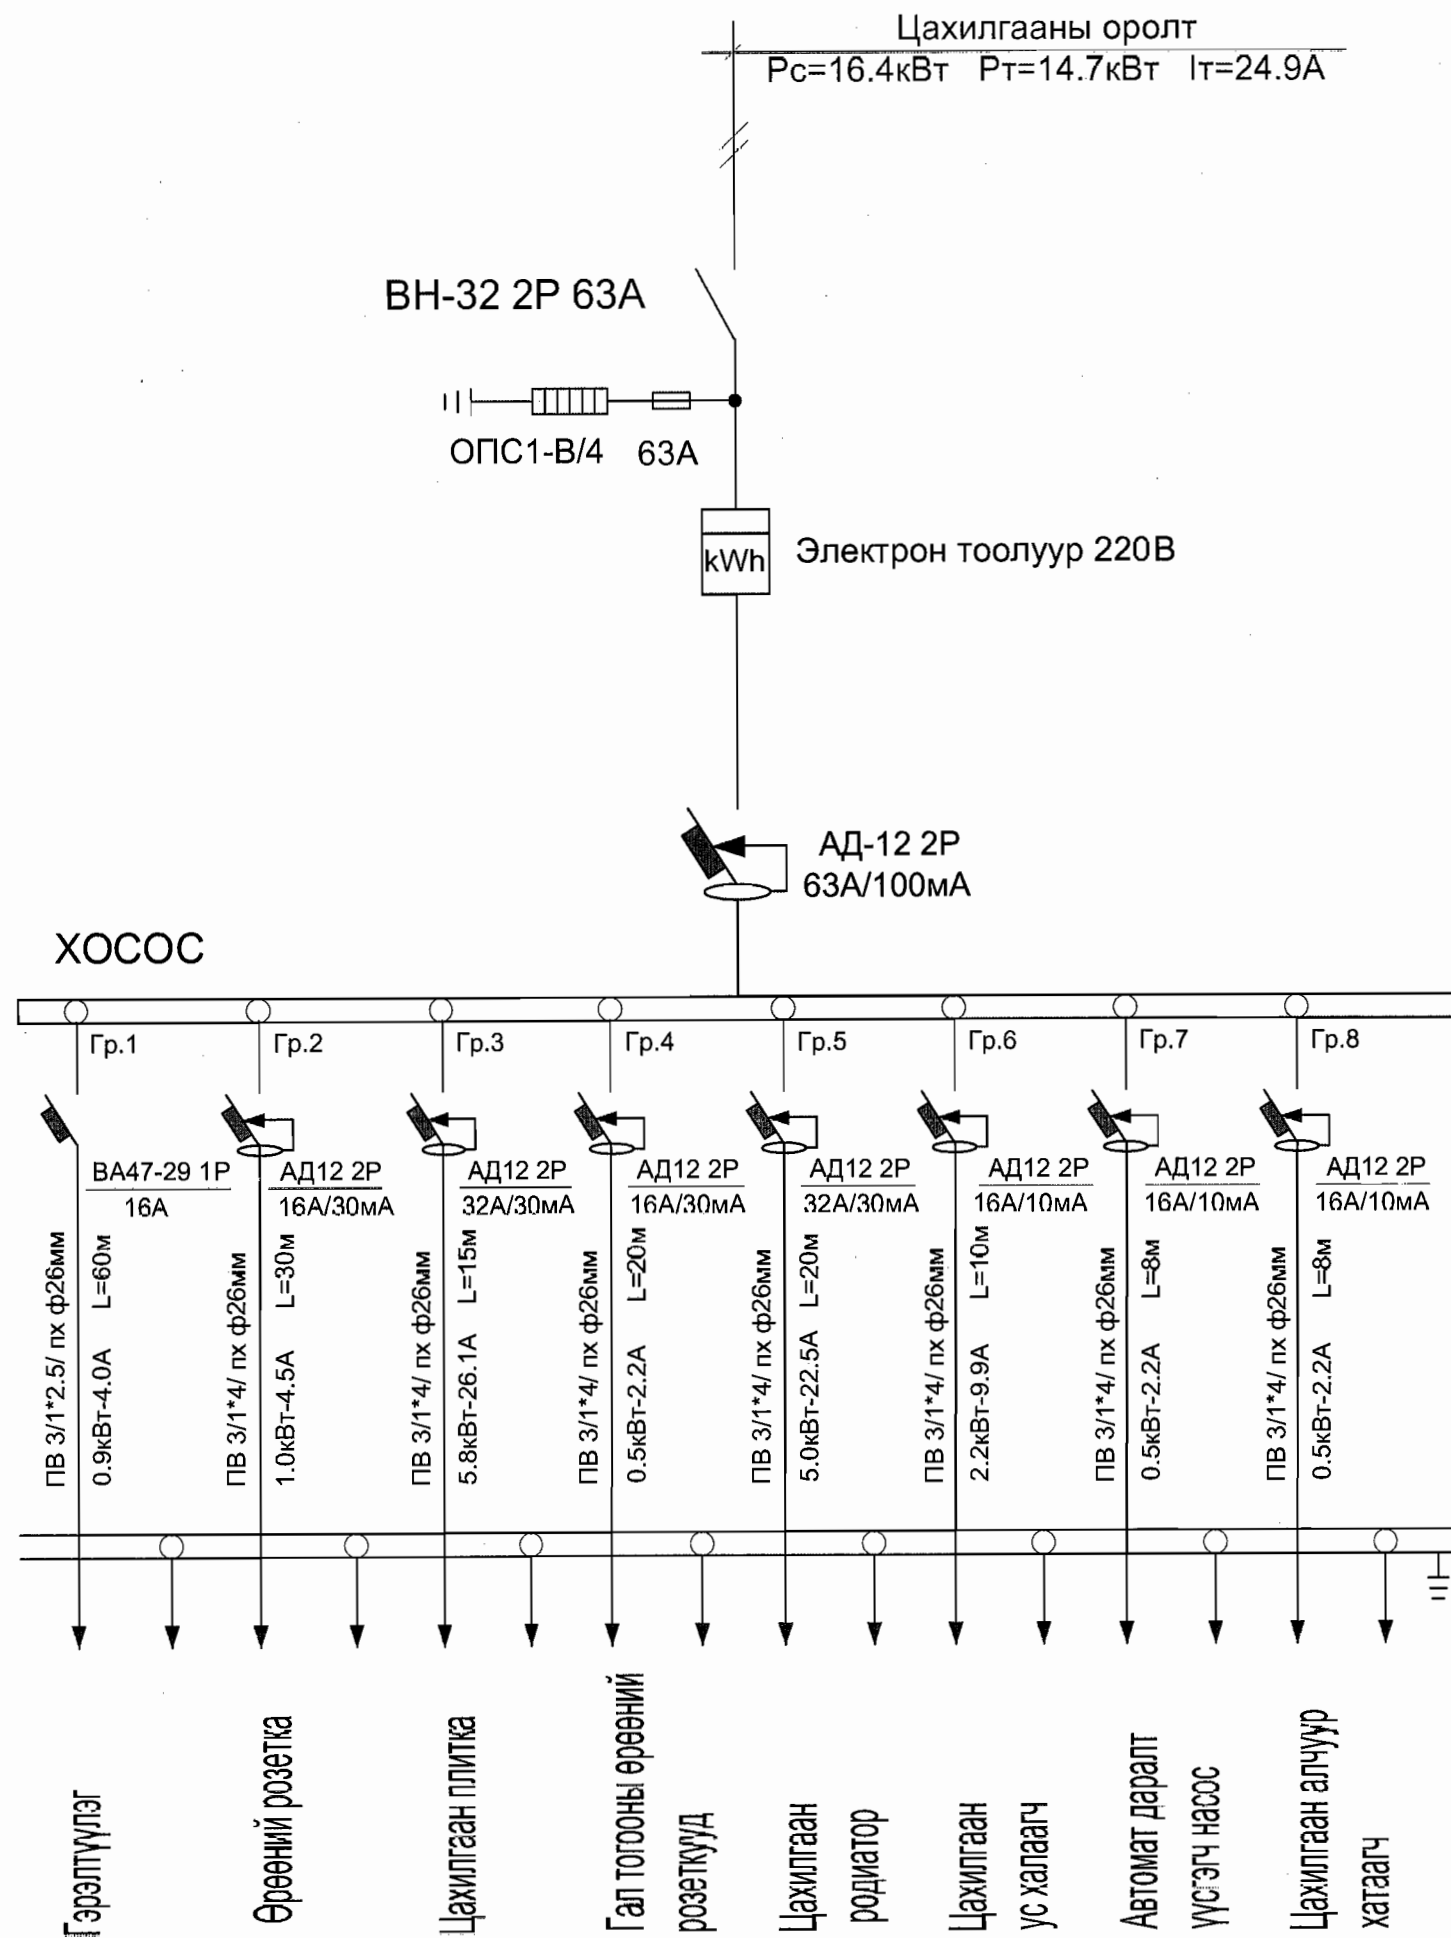 Цахилгааны оролт
Рс=16.4кВт Рт=14.7кВт Iт=24.9А
ВН-32 2Р 63А
ОПС1-В/4 63А
kWh Электрон тоолуур 220В
АД-12 2Р
63А/100мА
ХОСОС
Гр.1 Гр.2 Гр.3 Гр.4 Гр.5 Гр.6 Гр.7 Гр.8
ВА47-29 1Р
16А
АД12 2Р
16А/30мА
АД12 2Р
32А/30мА
АД12 2Р
16А/30мА
АД12 2Р
32А/30мА
АД12 2Р
16А/10мА
АД12 2Р
16А/10мА
АД12 2Р
16А/10мА
ПВ 3/1*2.5/ пх ф26мм
0.9кВт-4.0А L=60м
ПВ 3/1*4/ пх ф26мм
1.0кВт-4.5А L=30м
ПВ 3/1*4/ пх ф26мм
5.8кВт-26.1А L=15м
ПВ 3/1*4/ пх ф26мм
0.5кВт-2.2А L=20м
ПВ 3/1*4/ пх ф26мм
5.0кВт-22.5А L=20м
ПВ 3/1*4/ пх ф26мм
2.2кВт-9.9А L=10м
ПВ 3/1*4/ пх ф26мм
0.5кВт-2.2А L=8м
ПВ 3/1*4/ пх ф26мм
0.5кВт-2.2А L=8м
Гэрэлтүүлэг
Өрөөний розетка
Цахилгаан плитка
Гал тогооны өрөөний
розеткууд
Цахилгаан
родиатор
Цахилгаан
ус халаагч
Автомат даралт
үүсгэгч насос
Цахилгаан алчуур
хатаагч